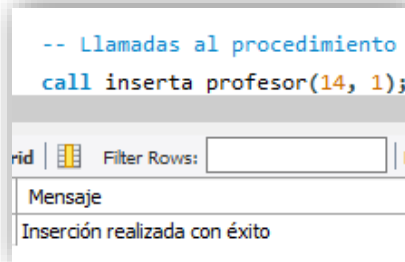 -- Llamadas al procedimiento
call inserta profesor(14, 1);
rid Filter Rows:
Mensaje
Inserción realizada con éxito